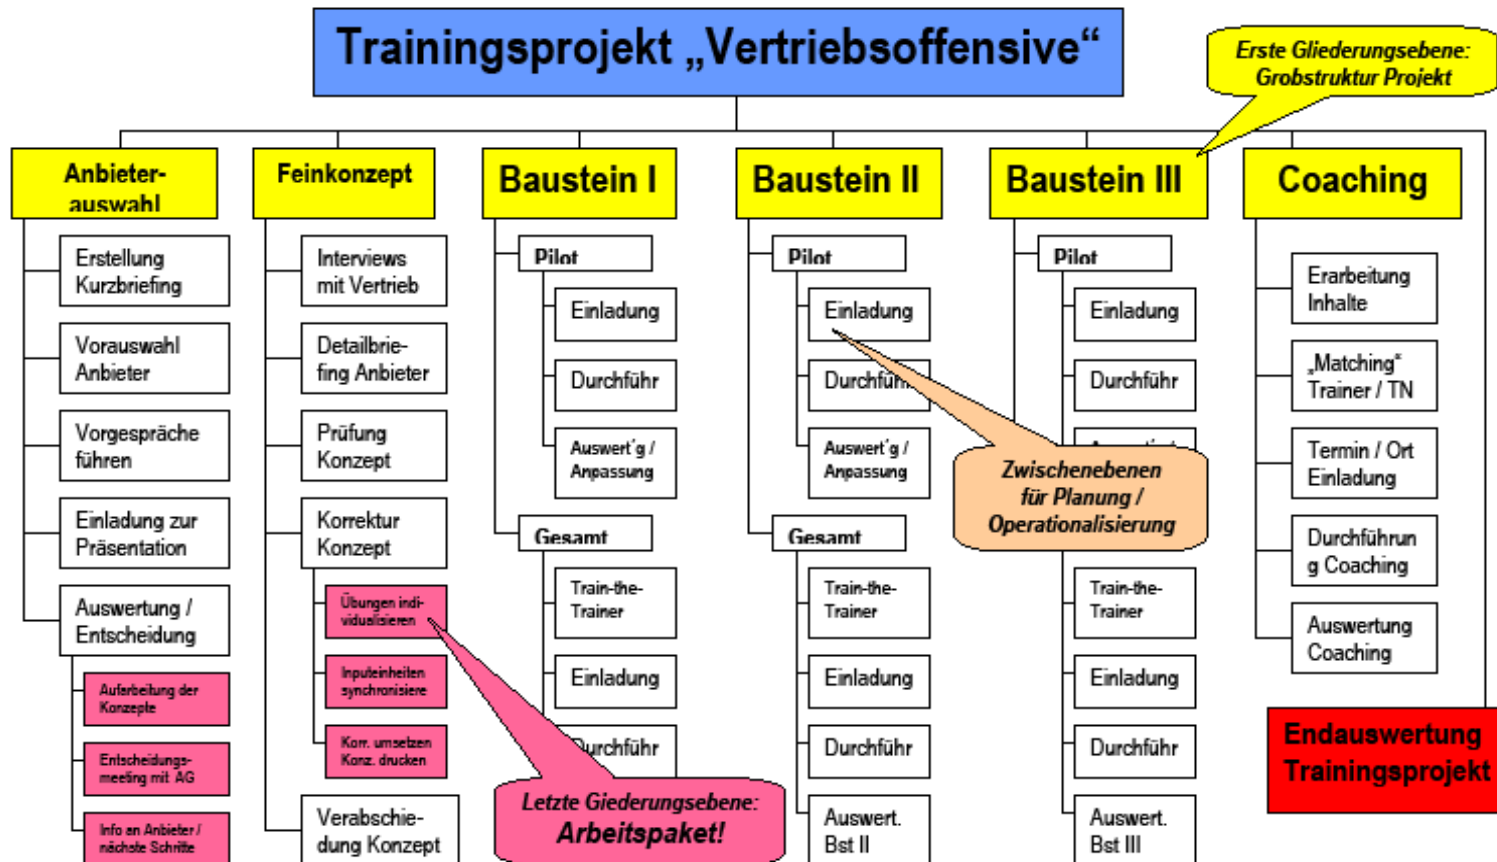 Trainingsprojekt „Vertriebsoffensive“
Erste Gliederungsebene:
Grobstruktur Projekt
Anbieter-
auswahl
Erstellung
Kurzbriefing
Vorauswahl
Anbieter
Vorgespräche
führen
Einladung zur
Präsentation
Auswertung /
Entscheidung
Aufarbeitung der
Konzepte
Entscheidungs-
meeting mit AG
Info an Anbieter /
nächste Schritte
Feinkonzept
Interviews
mit Vertrieb
Detailbrie-
fing Anbieter
Prüfung
Konzept
Korrektur
Konzept
Übungen indi-
vidualisieren
Inputeinheiten
synchronisiere
Korr. umsetzen
Konz. drucken
Verabschie-
dung Konzept
Baustein I
Pilot
Einladung
Durchführ
Auswert´g /
Anpassung
Gesamt
Train-the-
Trainer
Einladung
Durchführ
Letzte Giederungsebene:
Arbeitspaket!
Baustein II
Pilot
Einladung
Durchführ
Auswert´g /
Anpassung
Gesamt
Train-the-
Trainer
Einladung
Durchführ
Auswert.
Bst II
Zwischenebenen
für Planung /
Operationalisierung
Baustein III
Pilot
Einladung
Durchführ
Train-the-
Trainer
Einladung
Durchführ
Auswert.
Bst III
Coaching
Erarbeitung
Inhalte
„Matching“
Trainer / TN
Termin / Ort
Einladung
Durchführun
g Coaching
Auswertung
Coaching
Endauswertung
Trainingsprojekt